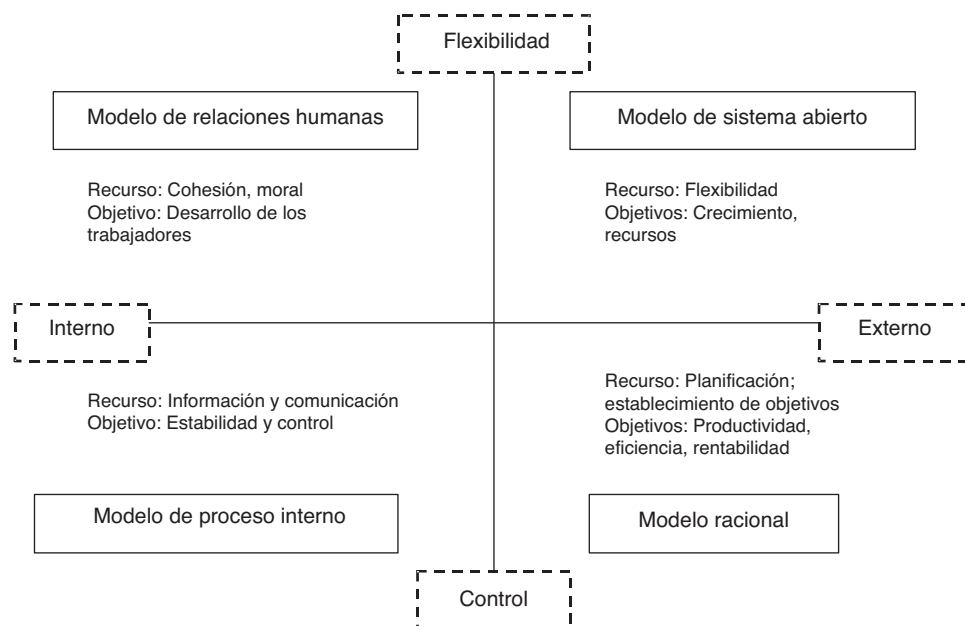 Flexibilidad
Modelo de relaciones humanas
Modelo de sistema abierto
Recurso: Cohesión, moral
Objetivo: Desarrollo de los
trabajadores
Recurso: Flexibilidad
Objetivos: Crecimiento,
recursos
Interno
Externo
Recurso: Información y comunicación
Objetivo: Estabilidad y control
Recurso: Planificación;
establecimiento de objetivos
Objetivos: Productividad,
eficiencia, rentabilidad
Modelo de proceso interno
Modelo racional
Control